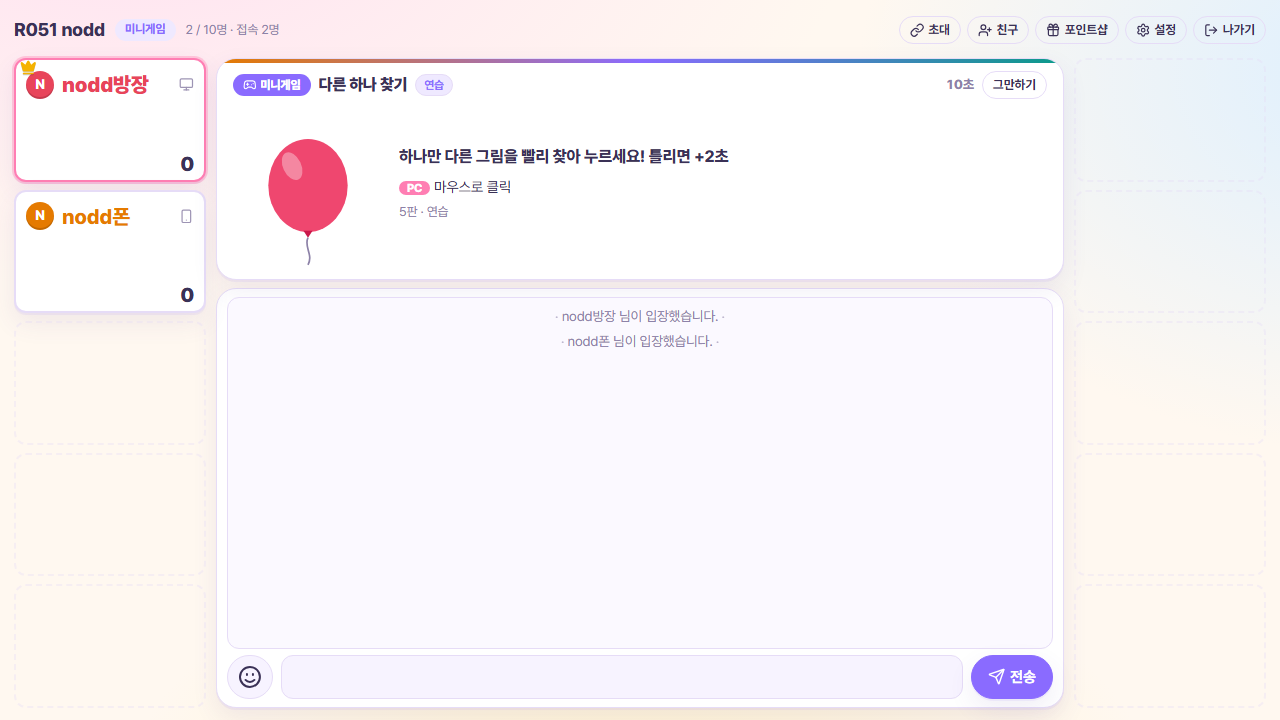 R051 nodd 미니게임 2 / 10명 · 접속 2명
초대 친구 포인트샵 설정 나가기
N nodd방장
0
N nodd폰
0
미니게임 다른 하나 찾기 연습 10초 그만하기
하나만 다른 그림을 빨리 찾아 누르세요! 틀리면 +2초
PC 마우스로 클릭
5판 · 연습
· nodd방장 님이 입장했습니다. ·
· nodd폰 님이 입장했습니다. ·
전송